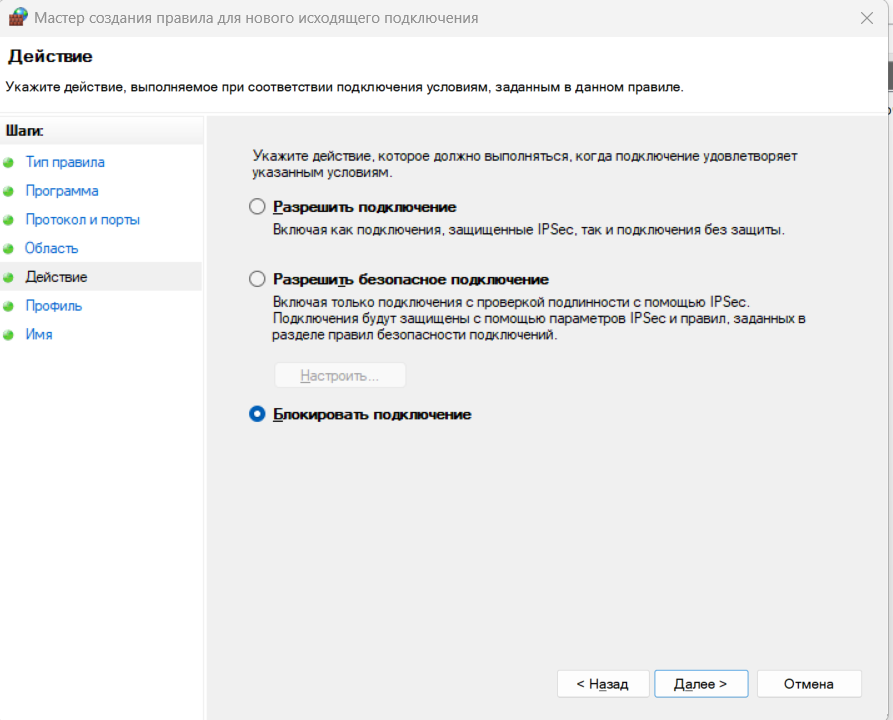 Мастер создания правила для нового исходящего подключения
Действие
Укажите действие, выполняемое при соответствии подключения условиям, заданным в данном правиле.
Шаги:
Тип правила
Программа
Протокол и порты
Область
Действие
Профиль
Имя
Укажите действие, которое должно выполняться, когда подключение удовлетворяет
указанным условиям.
Разрешить подключение
Включая как подключения, защищенные IPSec, так и подключения без защиты.
Разрешить безопасное подключение
Включая только подключения с проверкой подлинности с помощью IPSec.
Подключения будут защищены с помощью параметров IPSec и правил, заданных в
разделе правил безопасности подключений.
Настроить...
Блокировать подключение
< Назад
Далее >
Отмена